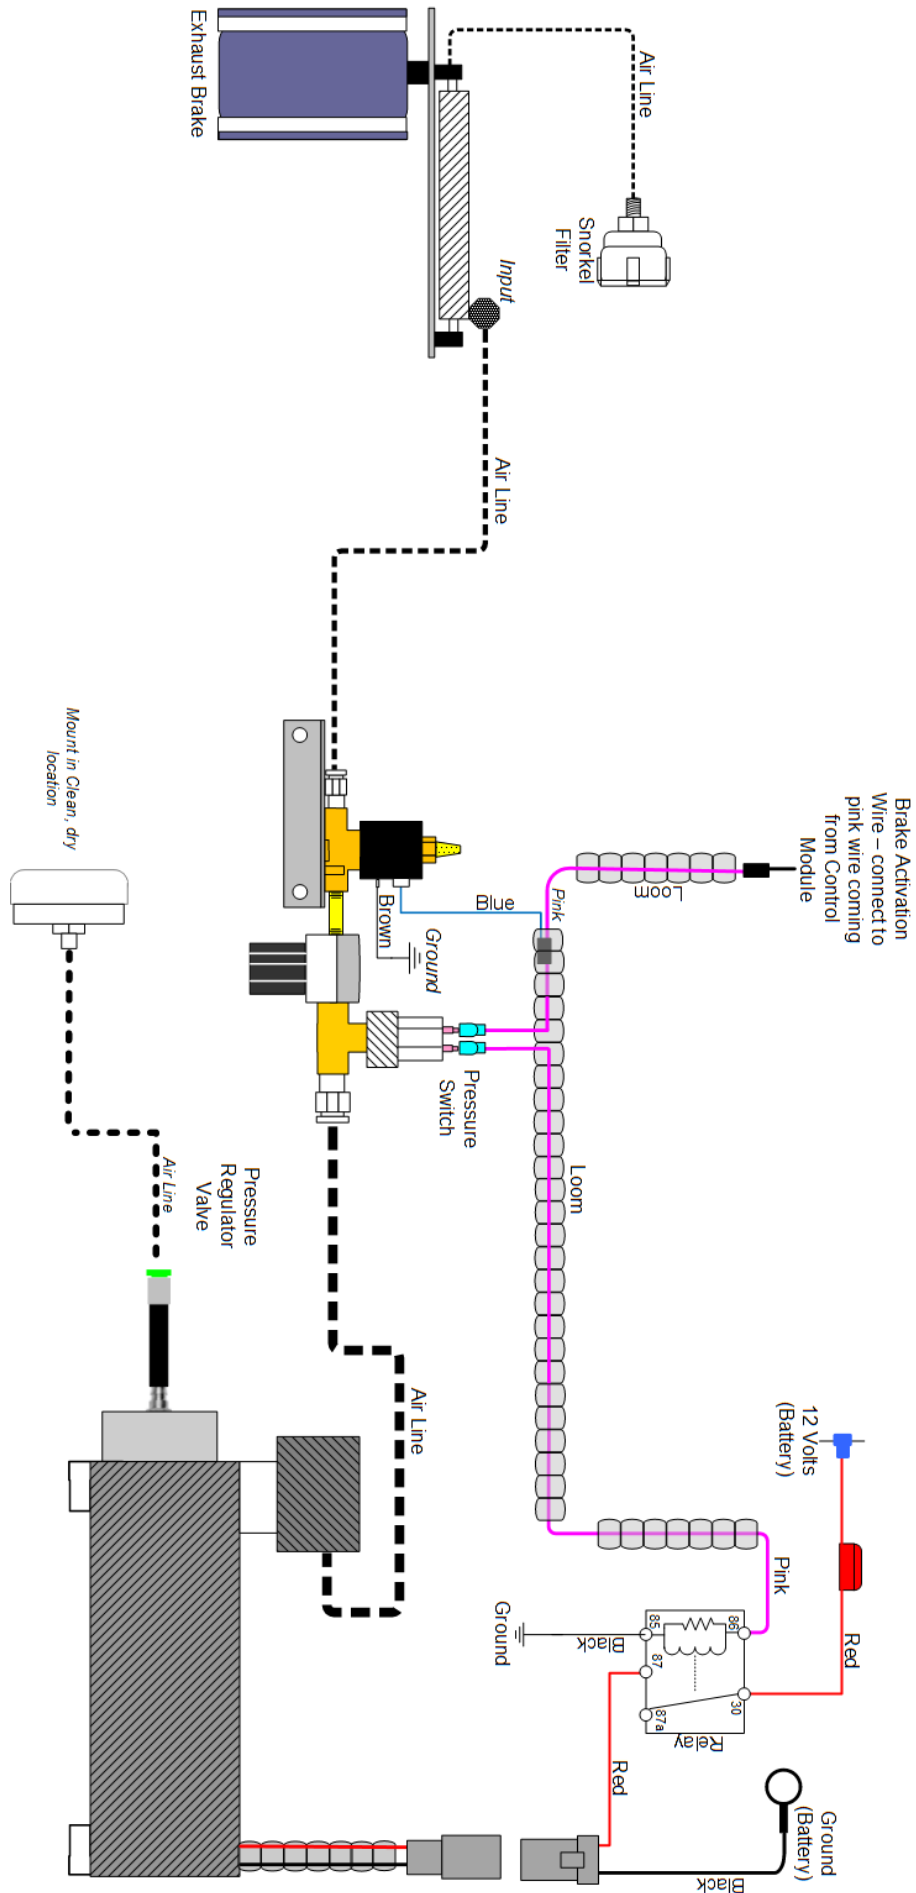 Exhaust Brake
Air Line
Snorkel
Filter
Input
Air Line
Mount in Clean, dry
location
Brake Activation
Wire – connect to
pink wire coming
from Control
Module
Loom
Pink
Blue
Brown
Ground
Pressure
Switch
Loom
Air Line
Pressure
Regulator
Valve
Air Line
12 Volts
(Battery)
Pink
Red
Ground
Black
85
86
87
30
87a
Relay
Red
Ground
(Battery)
Black